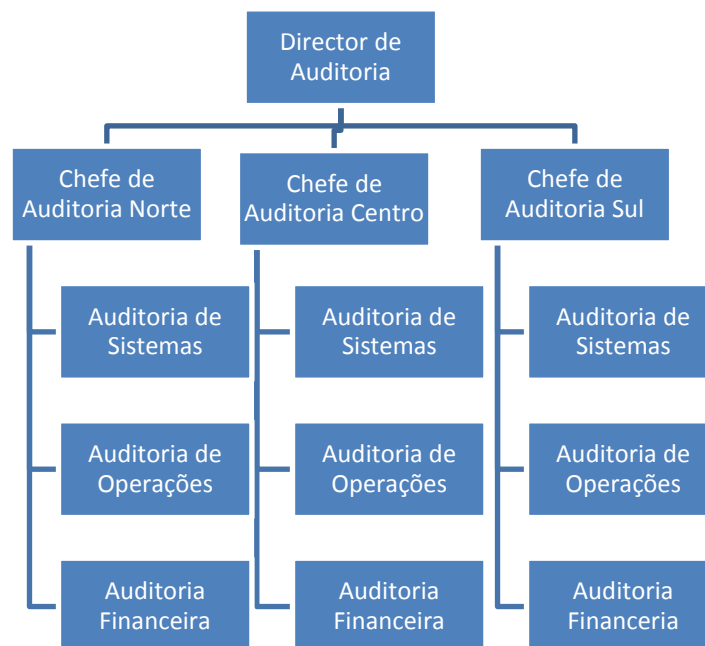 Director de
Auditoria
Chefe de
Auditoria Norte
Chefe de
Auditoria Centro
Chefe de
Auditoria Sul
Auditoria de
Sistemas
Auditoria de
Sistemas
Auditoria de
Sistemas
Auditoria de
Operações
Auditoria de
Operações
Auditoria de
Operações
Auditoria
Financeira
Auditoria
Financeira
Auditoria
Financeria